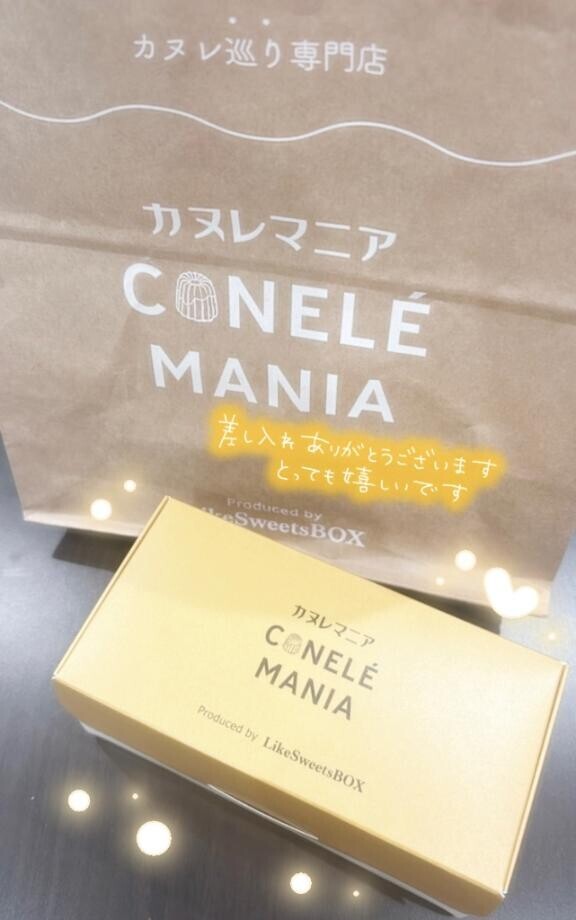 カヌレ巡り専門店
カヌレマニア
CONELÉ
MANIA
差し入れありがとうございます
とっても嬉しいです
Produced by
LikeSweetsBOX
カヌレマニア
CONELÉ
MANIA
Produced by LikeSweetsBOX